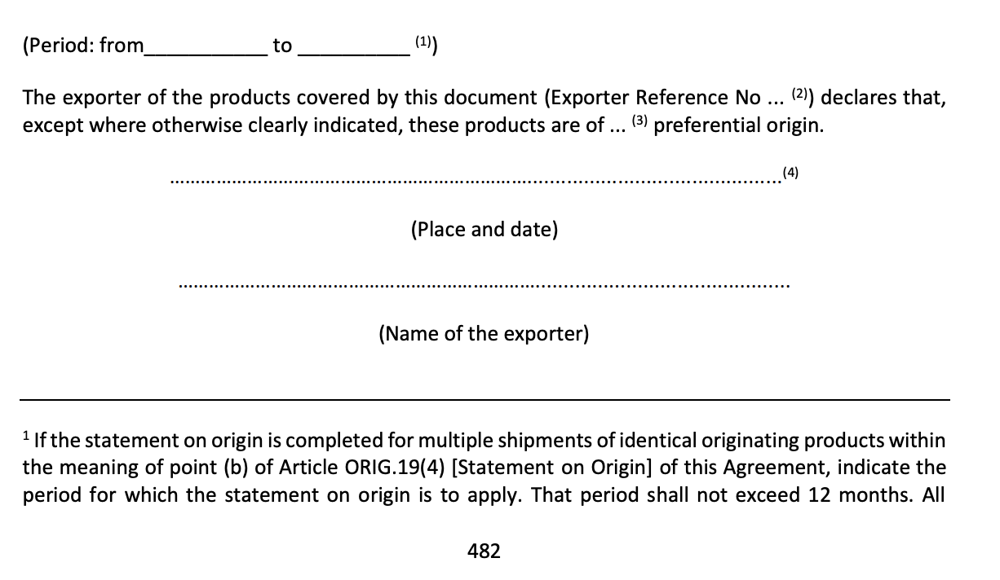 (Period: from___________ to __________ (1))
The exporter of the products covered by this document (Exporter Reference No ... (2)) declares that,
except where otherwise clearly indicated, these products are of ... (3) preferential origin.
...............................................................................................................................(4)
(Place and date)
...............................................................................................................................
(Name of the exporter)
1 If the statement on origin is completed for multiple shipments of identical originating products within
the meaning of point (b) of Article ORIG.19(4) [Statement on Origin] of this Agreement, indicate the
period for which the statement on origin is to apply. That period shall not exceed 12 months. All
482